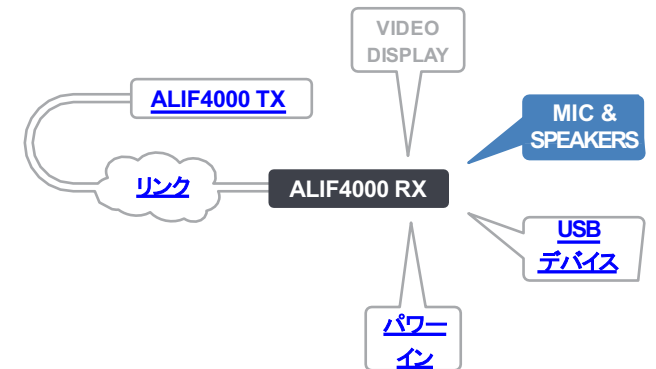 VIDEO
DISPLAY
ALIF4000 TX
MIC &
SPEAKERS
リンク
ALIF4000 RX
USB
デバイス
パワー
イン